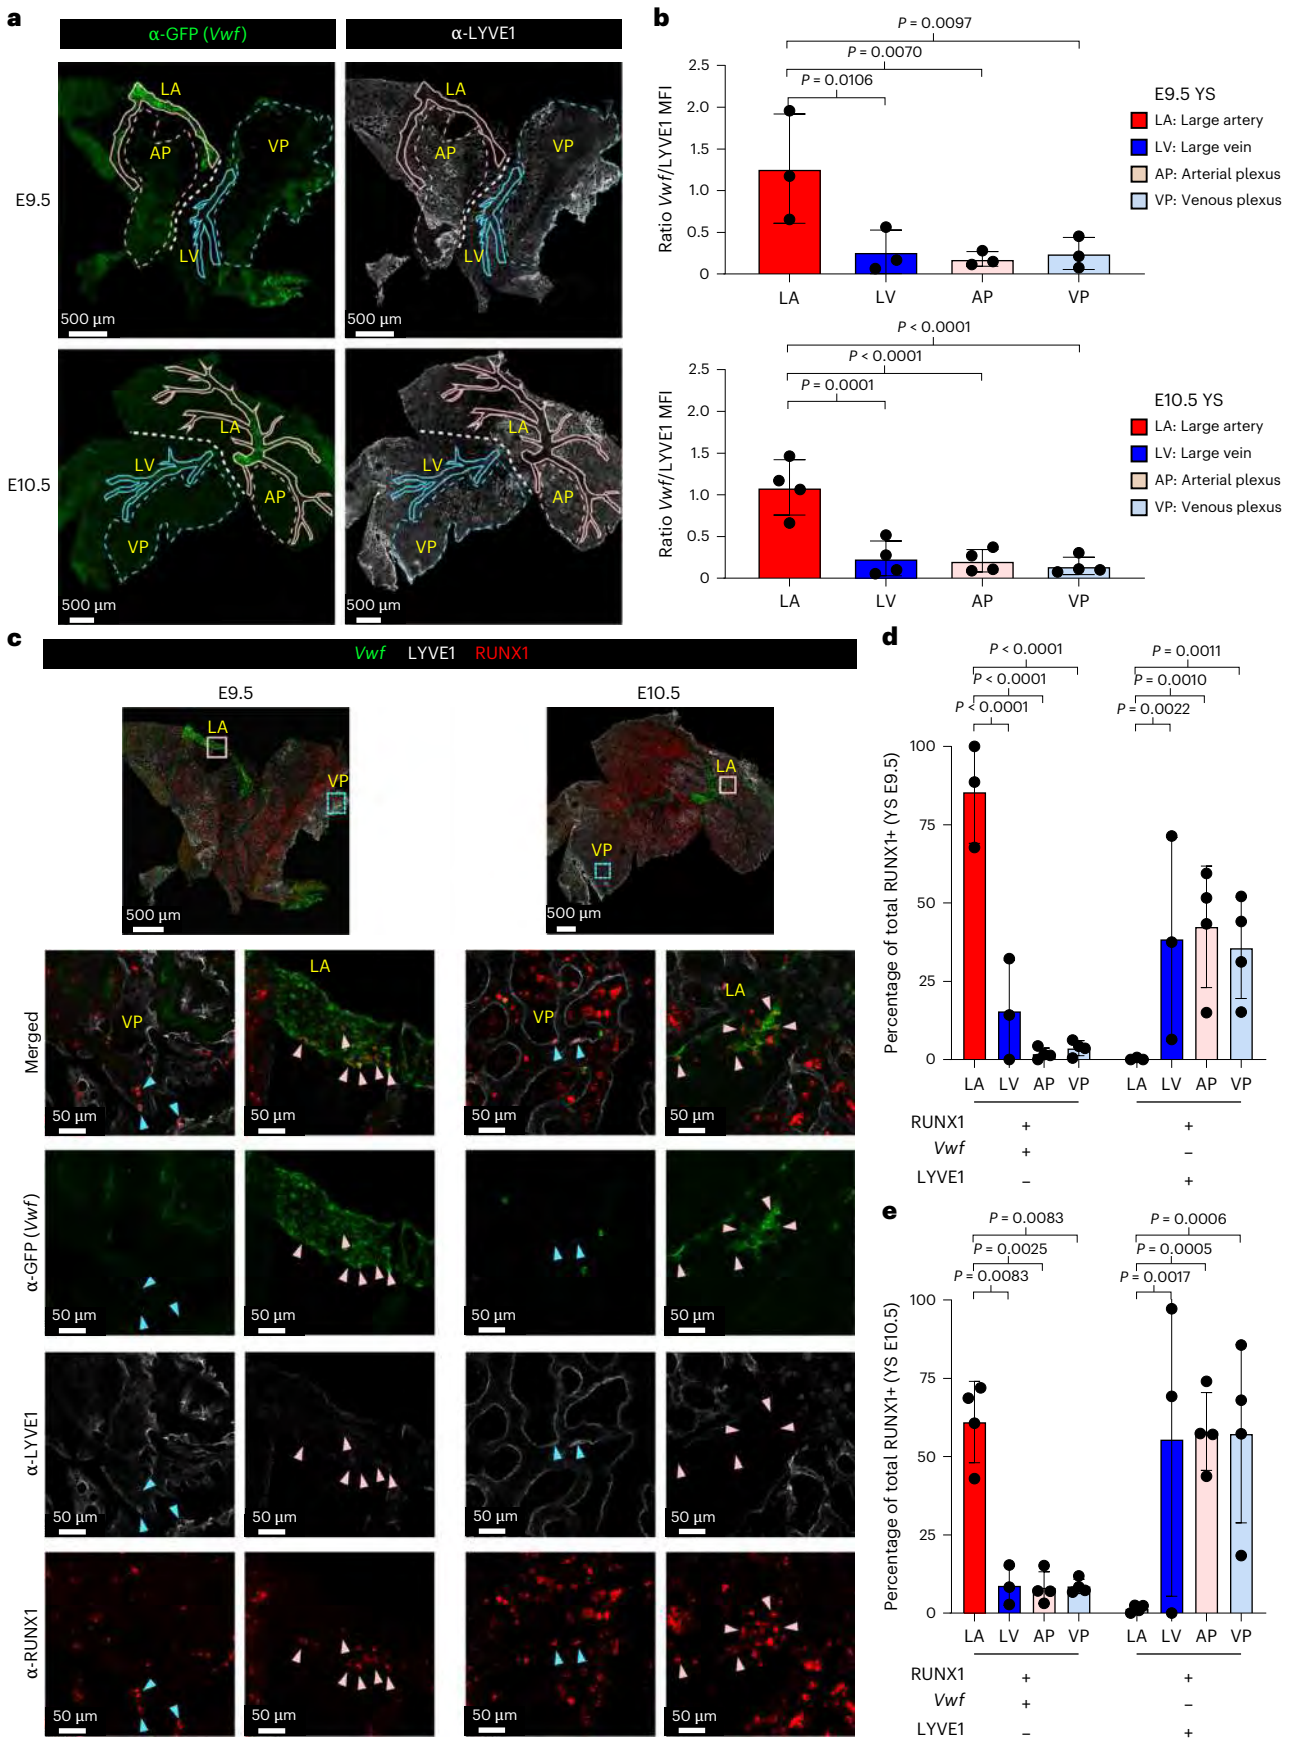 a
α-GFP (Vwf)
α-LYVE1
E9.5
LA
AP
VP
LV
500 µm
LA
AP
VP
LV
500 µm
E10.5
LA
LV
AP
VP
500 µm
LA
LV
AP
VP
500 µm
b
P = 0.0097
P = 0.0070
P = 0.0106
Ratio Vwf/LYVE1 MFI
2.5
2.0
1.5
1.0
0.5
0
LA LV AP VP
E9.5 YS
LA: Large artery
LV: Large vein
AP: Arterial plexus
VP: Venous plexus
P < 0.0001
P < 0.0001
P = 0.0001
Ratio Vwf/LYVE1 MFI
2.5
2.0
1.5
1.0
0.5
0
LA LV AP VP
E10.5 YS
LA: Large artery
LV: Large vein
AP: Arterial plexus
VP: Venous plexus
c
Vwf LYVE1 RUNX1
E9.5
E10.5
LA
VP
500 µm
LA
VP
500 µm
Merged
VP
50 µm
LA
50 µm
VP
50 µm
LA
50 µm
α-GFP (Vwf)
50 µm
50 µm
50 µm
50 µm
α-LYVE1
50 µm
50 µm
50 µm
50 µm
α-RUNX1
50 µm
50 µm
50 µm
50 µm
d
P < 0.0001
P < 0.0001
P < 0.0001
P = 0.0011
P = 0.0010
P = 0.0022
Percentage of total RUNX1+ (YS E9.5)
100
75
50
25
0
LA LV AP VP LA LV AP VP
RUNX1 + +
Vwf + –
LYVE1 – +
e
P = 0.0083
P = 0.0025
P = 0.0083
P = 0.0006
P = 0.0005
P = 0.0017
Percentage of total RUNX1+ (YS E10.5)
100
75
50
25
0
LA LV AP VP LA LV AP VP
RUNX1 + +
Vwf + –
LYVE1 – +